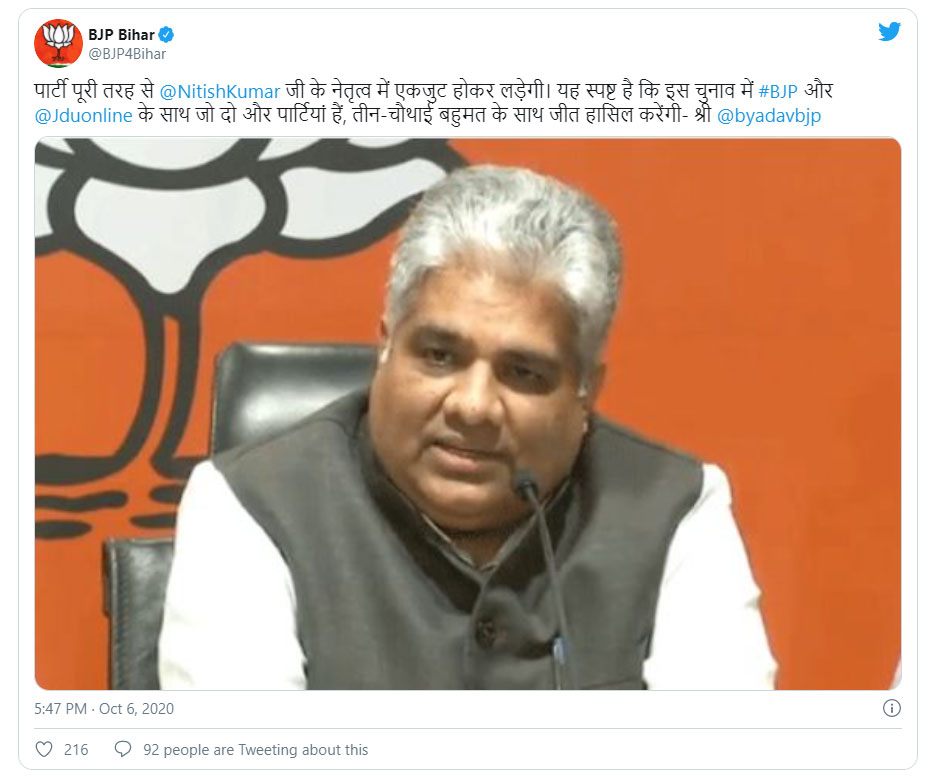 BJP Bihar
@BJP4Bihar
पार्टी पूरी तरह से @NitishKumar जी के नेतृत्व में एकजुट होकर लड़ेगी। यह स्पष्ट है कि इस चुनाव में #BJP और
@Jduonline के साथ जो दो और पार्टियां हैं, तीन-चौथाई बहुमत के साथ जीत हासिल करेंगी- श्री @byadavbjp
5:47 PM · Oct 6, 2020
216 92 people are Tweeting about this